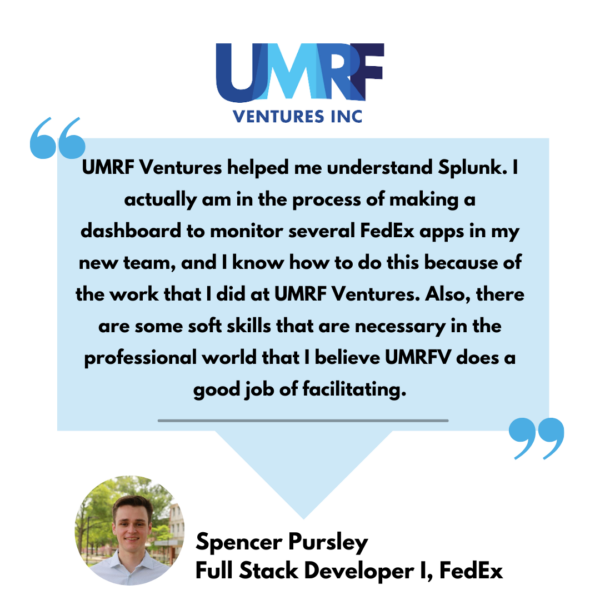 UMRF
VENTURES INC
UMRF Ventures helped me understand Splunk. I
actually am in the process of making a
dashboard to monitor several FedEx apps in my
new team, and I know how to do this because of
the work that I did at UMRF Ventures. Also, there
are some soft skills that are necessary in the
professional world that I believe UMRFV does a
good job of facilitating.
Spencer Pursley
Full Stack Developer I, FedEx